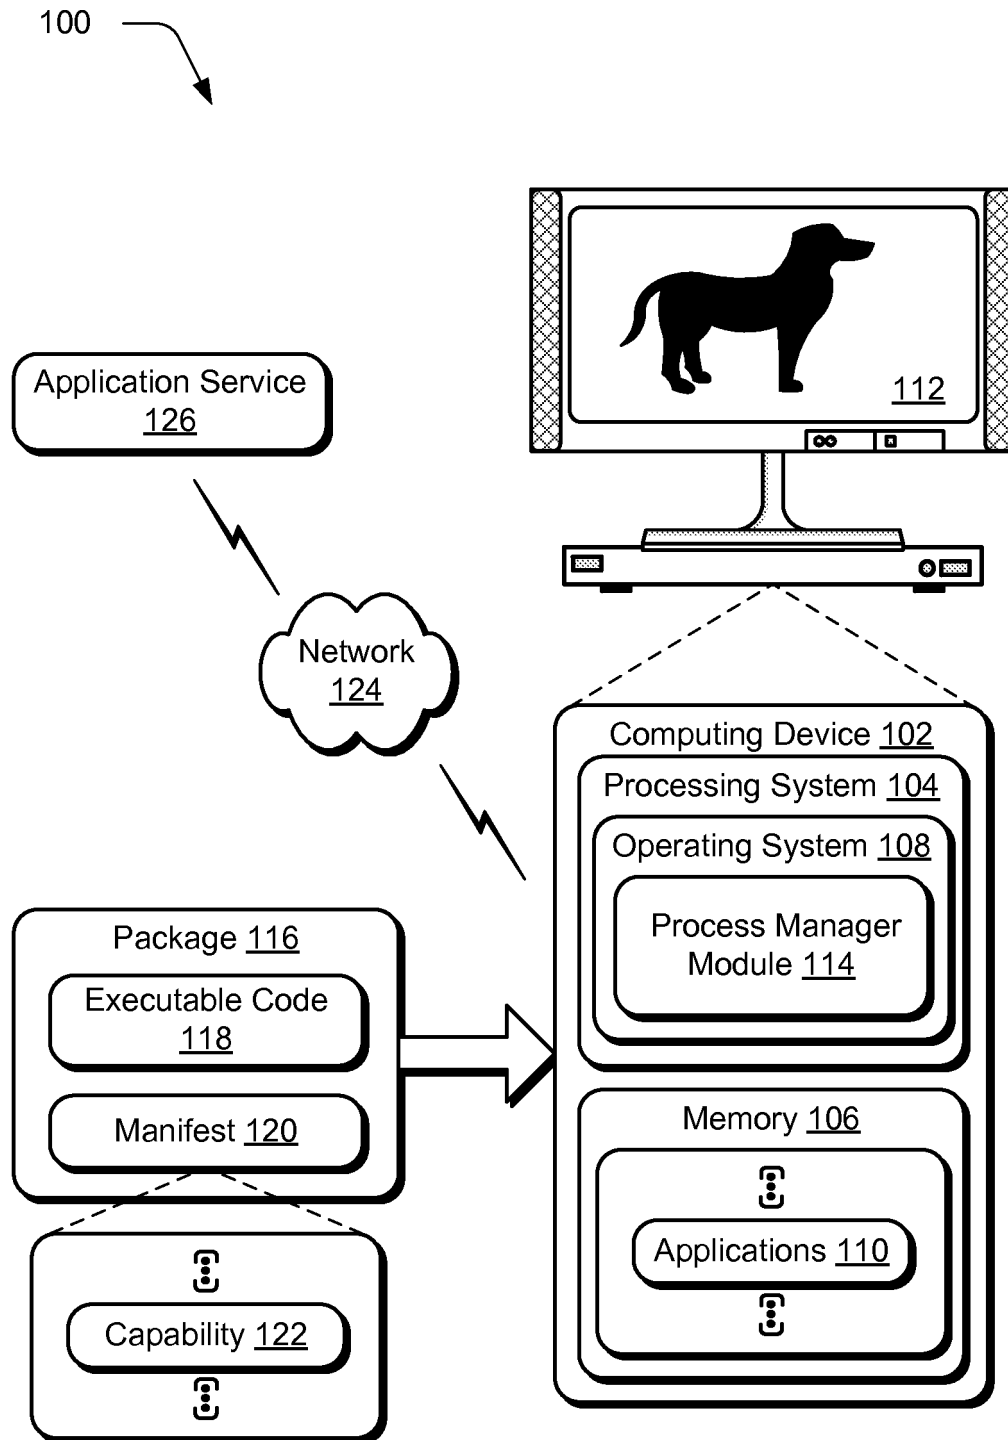 100
112
Application Service
126
Network
124
Computing Device 102
Processing System 104
Operating System 108
Process Manager
Module 114
Package 116
Executable Code
118
Manifest 120
Memory 106
Applications 110
Capability 122